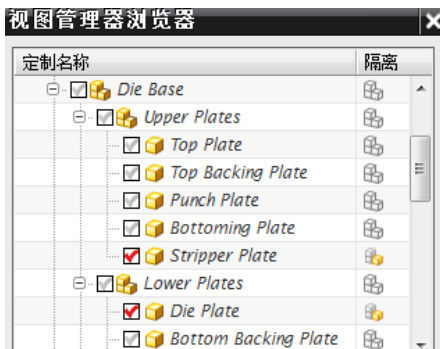 视图管理器浏览器
定制名称 隔离
Die Base
Upper Plates
Top Plate
Top Backing Plate
Punch Plate
Bottoming Plate
Stripper Plate
Lower Plates
Die Plate
Bottom Backing Plate